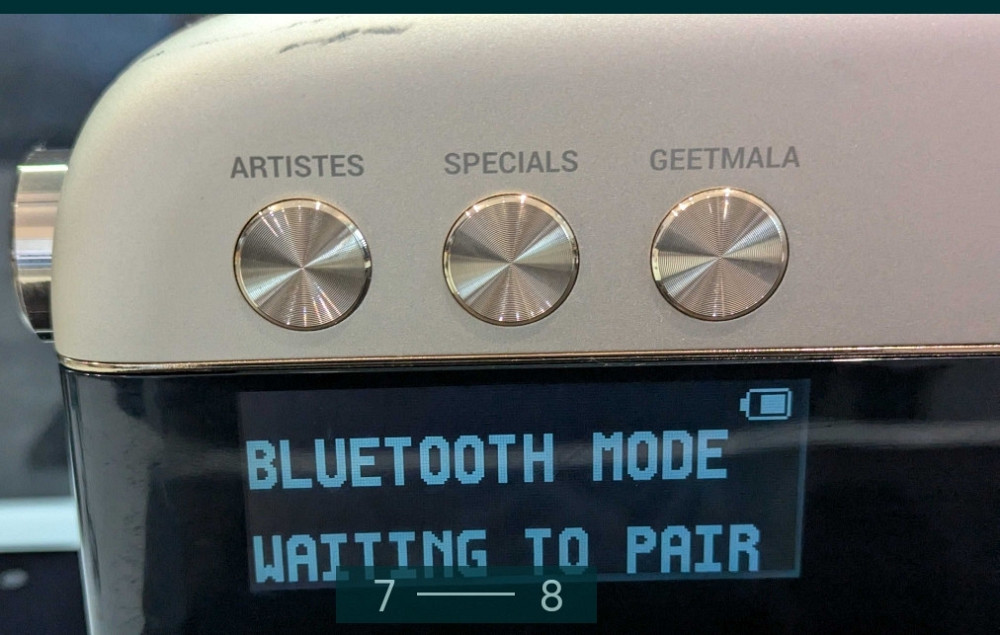 ARTISTES SPECIALS GEETMALA
BLUETOOTH MODE
WAITING TO PAIR
7 — 8